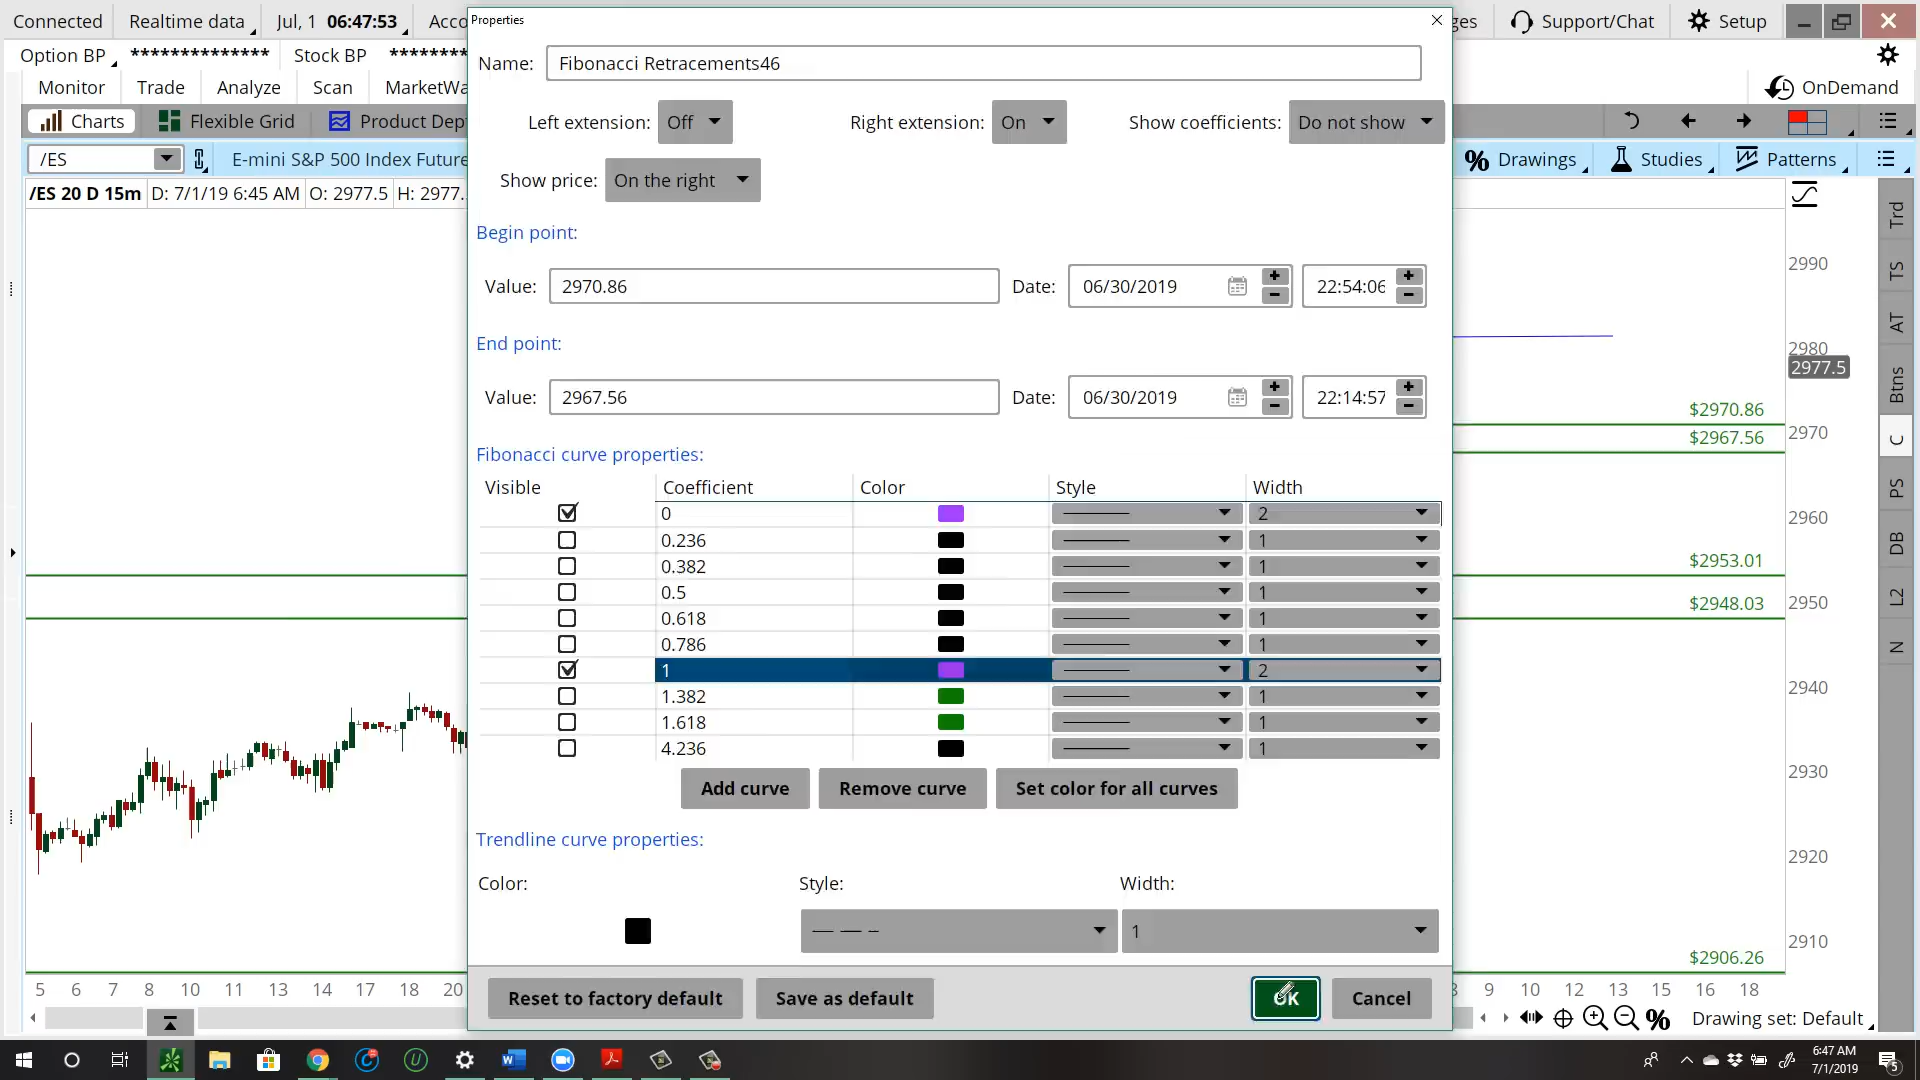 Connected
Realtime data
Jul, 1 06:47:53
Acco
Properties
ges
Support/Chat
Setup
Option BP
**************
Stock BP
Name:
Fibonacci Retracements46
Monitor
Trade
Analyze
Scan
MarketWa
OnDemand
Charts
Flexible Grid
Product Dep
Left extension:
Off
Right extension:
On
Show coefficients:
Do not show
/ES
E-mini S&P 500 Index Future
Drawings
Studies
Patterns
Show price:
On the right
/ES 20 D 15m
D: 7/1/19 6:45 AM
O: 2977.5
H: 2977.
Begin point:
Value:
2970.86
Date:
06/30/2019
22:54:06
End point:
Value:
2967.56
Date:
06/30/2019
22:14:57
Fibonacci curve properties:
Visible
Coefficient
Color
Style
Width
0
2
0.236
1
0.382
1
0.5
1
0.618
1
0.786
1
1
2
1.382
1
1.618
1
4.236
1
Add curve
Remove curve
Set color for all curves
Trendline curve properties:
Color:
Style:
Width:
1
Reset to factory default
Save as default
OK
Cancel
2990
2980
2977.5
$2970.86
2970
$2967.56
2960
$2953.01
2950
$2948.03
2940
2930
2920
2910
$2906.26
Trd
TS
AT
Btns
C
PS
DB
L2
N
5 6 7 8 10 11 13 14 17 18 20
8 9 10 12 13 15 16 18
Drawing set: Default
6:47 AM
7/1/2019
5